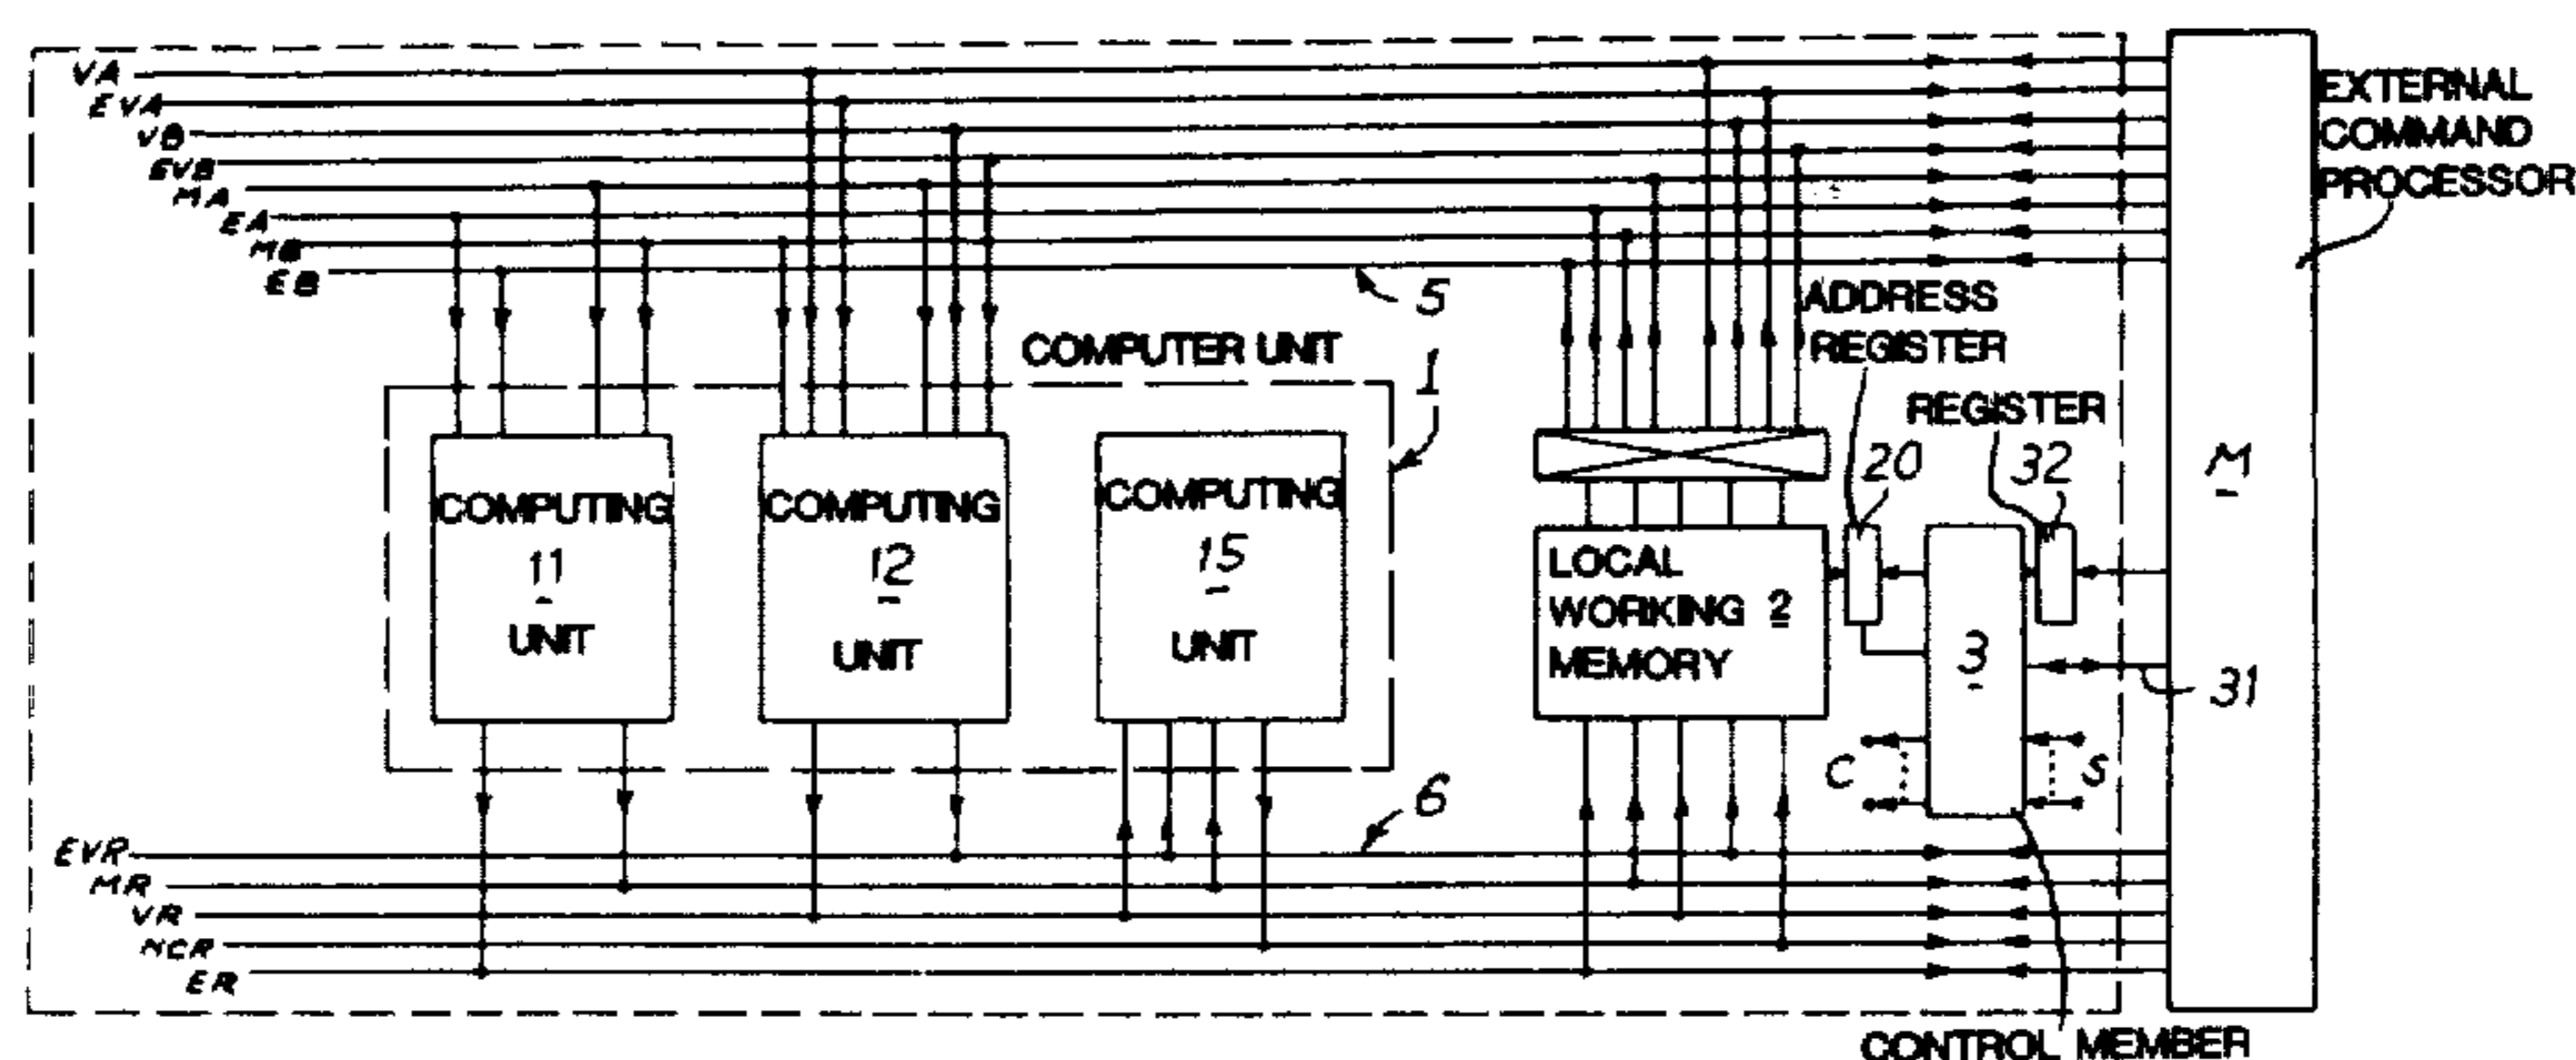 VA
EVA
VB
EVB
MA
EA
MB
EB
EXTERNAL
COMMAND
PROCESSOR
5
ADDRESS
REGISTER
COMPUTER UNIT
1
REGISTER
20
32
M
COMPUTING
11
UNIT
COMPUTING
12
UNIT
COMPUTING
15
UNIT
LOCAL
WORKING 2
MEMORY
3
31
C
S
6
EVR
MR
VR
NCR
ER
CONTROL MEMBER